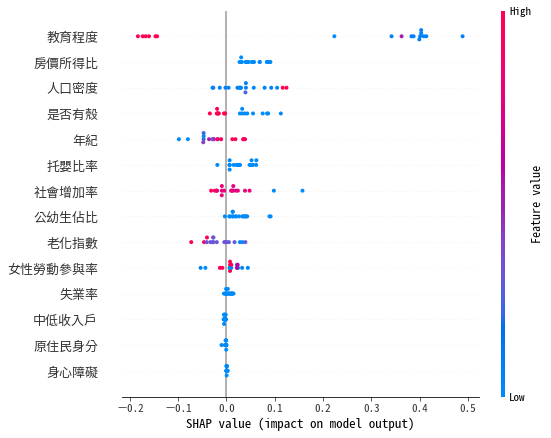 High
教育程度
房價所得比
人口密度
是否有殼
年紀
托嬰比率
社會增加率
公幼生佔比
老化指數
女性勞動參與率
失業率
中低收入戶
原住民身分
身心障礙
Feature value
Low
−0.2 −0.1 0.0 0.1 0.2 0.3 0.4 0.5
SHAP value (impact on model output)